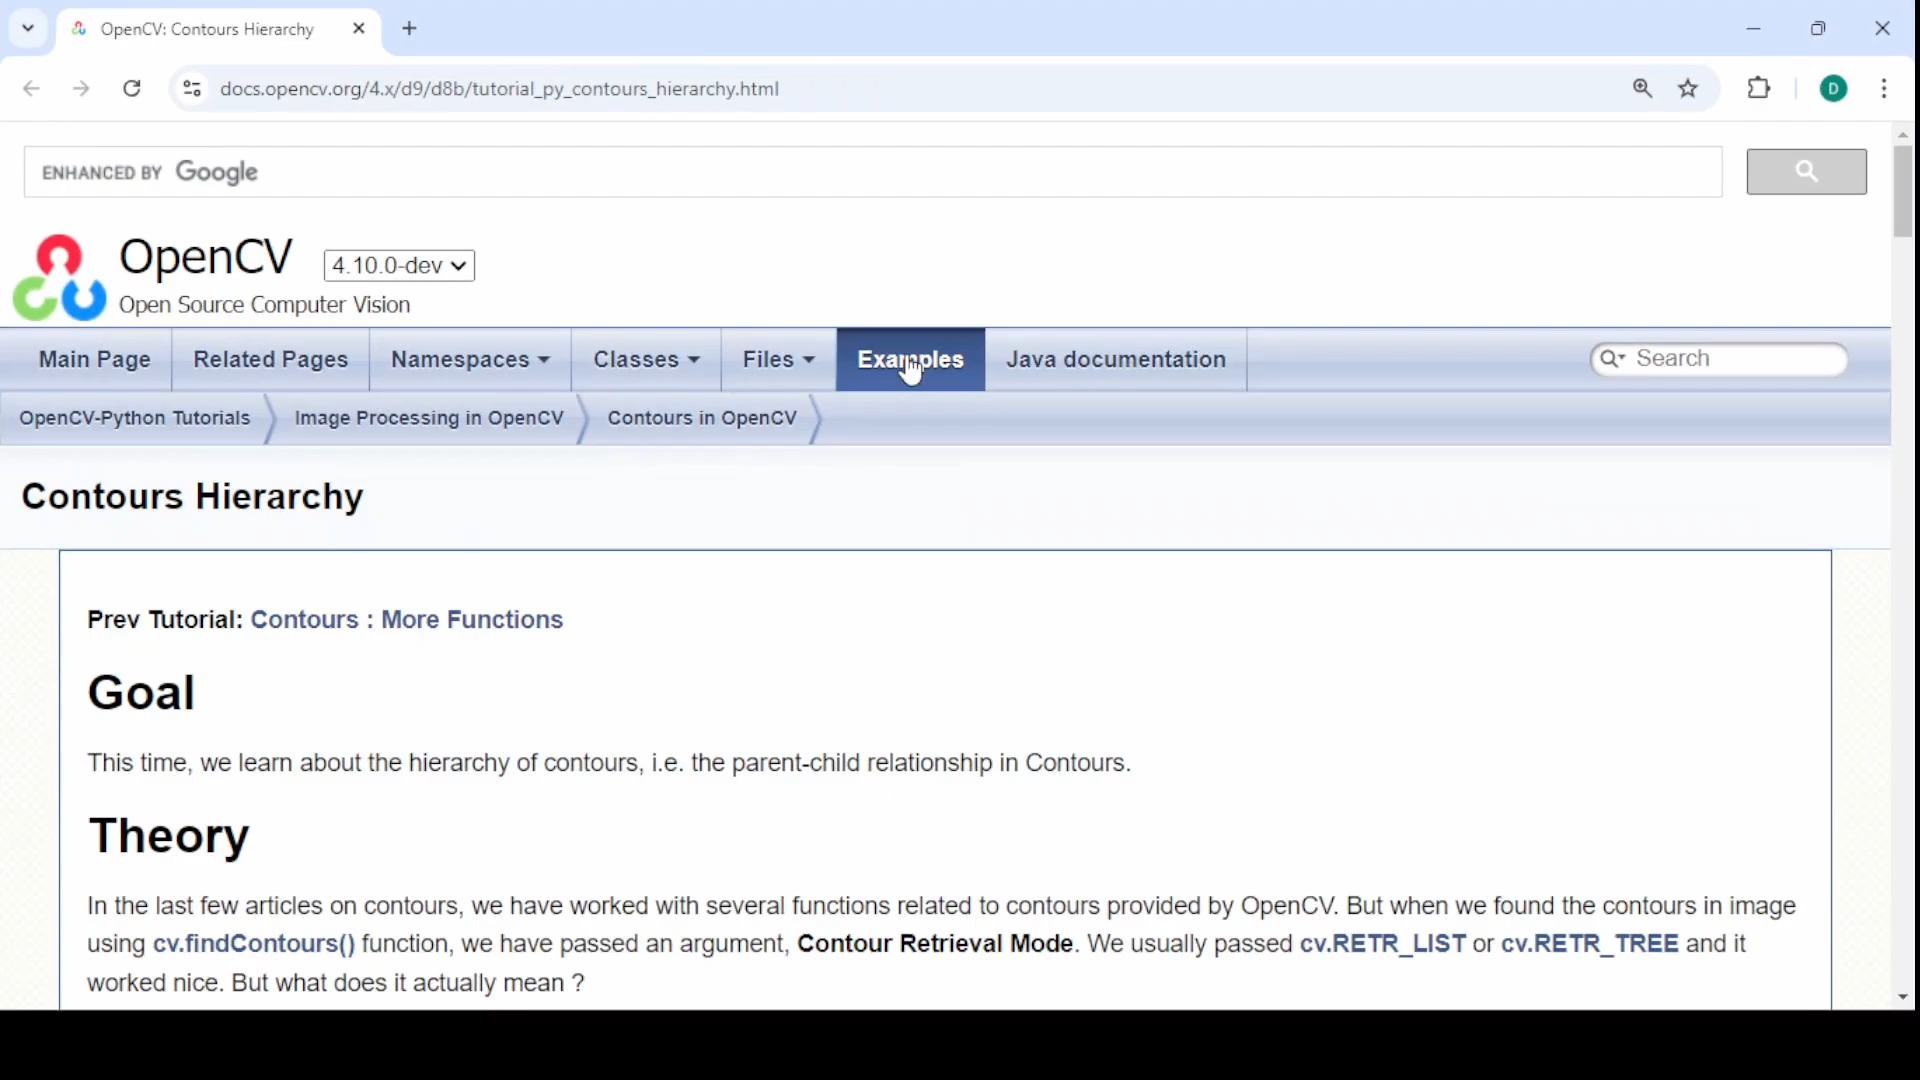 OpenCV: Contours Hierarchy
docs.opencv.org/4.x/d9/d8b/tutorial_py_contours_hierarchy.html
D
ENHANCED BY Google
OpenCV 4.10.0-dev
Open Source Computer Vision
Main Page Related Pages Namespaces Classes Files Examples Java documentation Search
OpenCV-Python Tutorials Image Processing in OpenCV Contours in OpenCV
Contours Hierarchy
Prev Tutorial: Contours : More Functions
Goal
This time, we learn about the hierarchy of contours, i.e. the parent-child relationship in Contours.
Theory
In the last few articles on contours, we have worked with several functions related to contours provided by OpenCV. But when we found the contours in image
using cv.findContours() function, we have passed an argument, Contour Retrieval Mode. We usually passed cv.RETR_LIST or cv.RETR_TREE and it
worked nice. But what does it actually mean ?